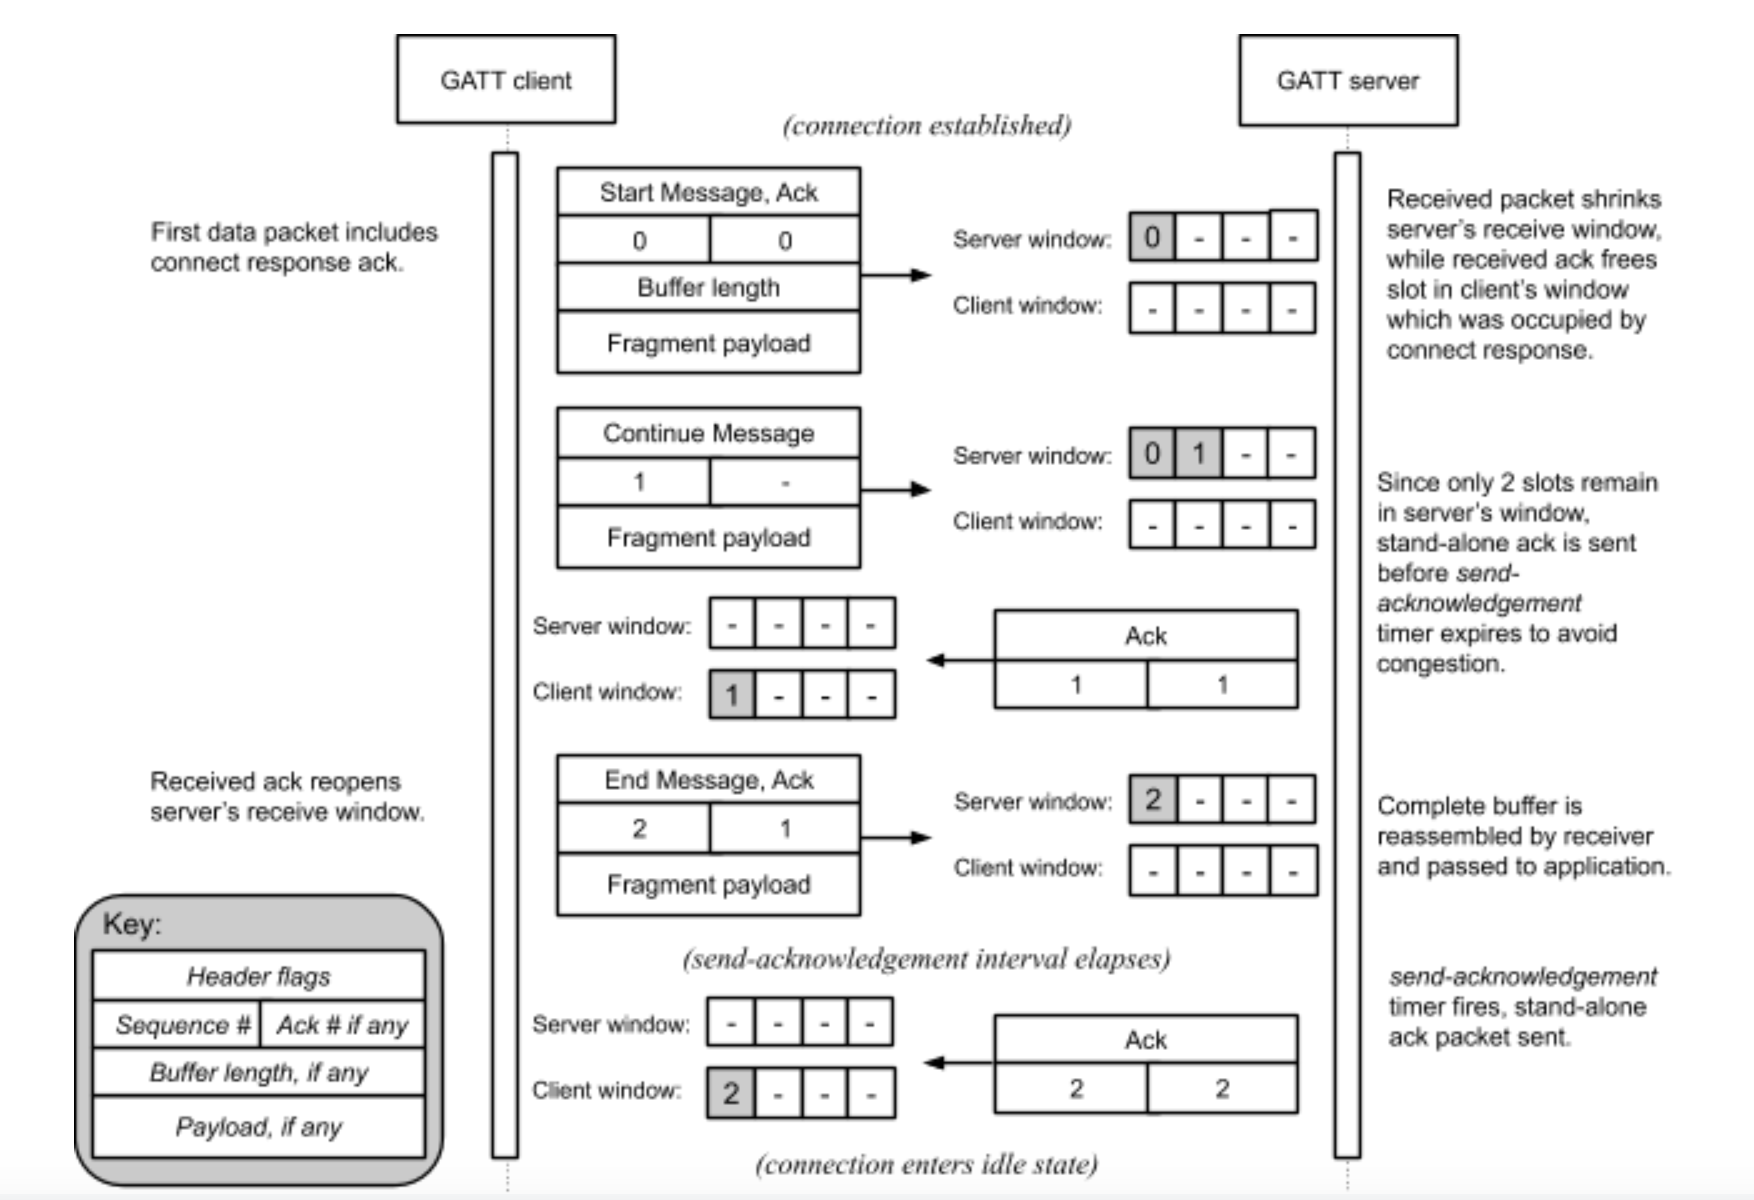 GATT client
GATT server
(connection established)
First data packet includes
connect response ack.
Start Message, Ack
0 0
Buffer length
Fragment payload
Server window: 0 - - -
Client window: - - - -
Received packet shrinks
server's receive window,
while received ack frees
slot in client's window
which was occupied by
connect response.
Continue Message
1 -
Fragment payload
Server window: 0 1 - -
Client window: - - - -
Since only 2 slots remain
in server's window,
stand-alone ack is sent
before send-
acknowledgement
timer expires to avoid
congestion.
Server window: - - - -
Client window: 1 - - -
Ack
1 1
Received ack reopens
server's receive window.
End Message, Ack
2 1
Fragment payload
Server window: 2 - - -
Client window: - - - -
Complete buffer is
reassembled by receiver
and passed to application.
(send-acknowledgement interval elapses)
Server window: - - - -
Client window: 2 - - -
Ack
2 2
send-acknowledgement
timer fires, stand-alone
ack packet sent.
(connection enters idle state)
Key:
Header flags
Sequence # Ack # if any
Buffer length, if any
Payload, if any